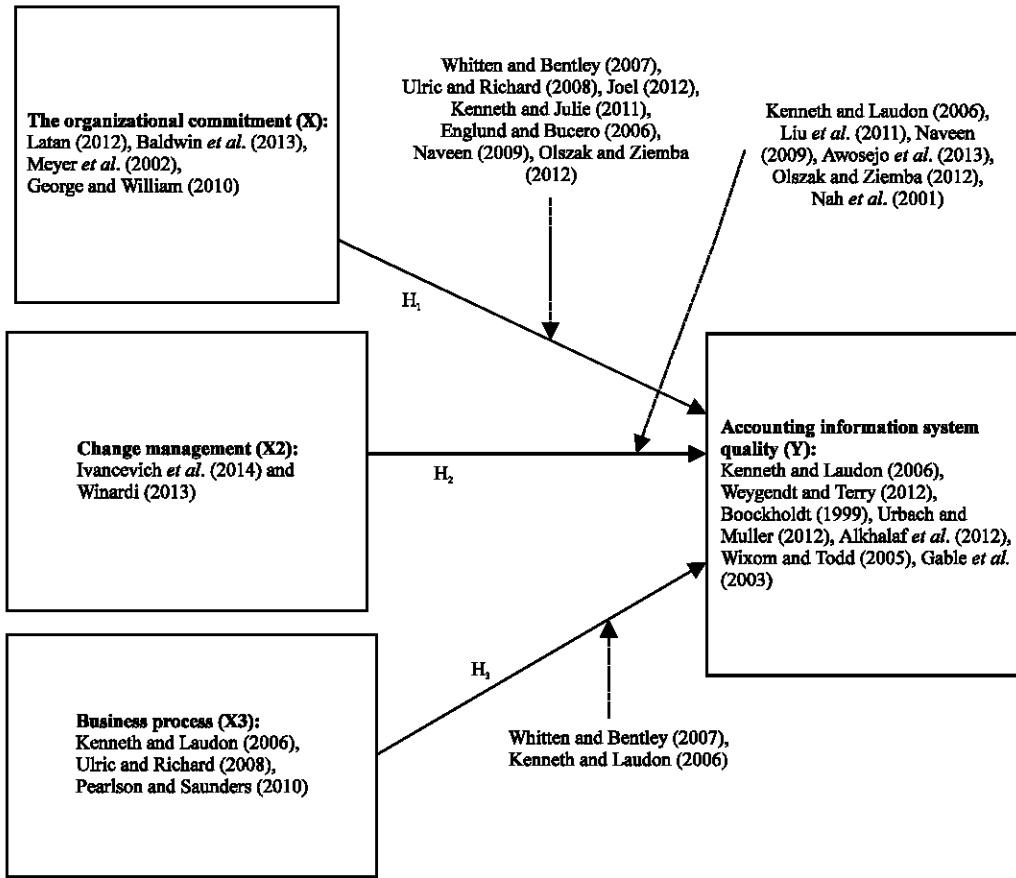 The organizational commitment (X):
Latan (2012), Baldwin et al. (2013),
Meyer et al. (2002),
George and William (2010)
Whitten and Bentley (2007),
Ulric and Richard (2008), Joel (2012),
Kenneth and Julie (2011),
Englund and Bucero (2006),
Naveen (2009), Olszak and Ziemba
(2012)
Kenneth and Laudon (2006),
Liu et al. (2011), Naveen
(2009), Awosejo et al. (2013),
Olszak and Ziemba (2012),
Nah et al. (2001)
H₁
Change management (X2):
Ivancevich et al. (2014) and
Winardi (2013)
H₂
Accounting information system
quality (Y):
Kenneth and Laudon (2006),
Weygendt and Terry (2012),
Boockholdt (1999), Urbach and
Muller (2012), Alkhalaf et al. (2012),
Wixom and Todd (2005), Gable et al.
(2003)
H₃
Business process (X3):
Kenneth and Laudon (2006),
Ulric and Richard (2008),
Pearlson and Saunders (2010)
Whitten and Bentley (2007),
Kenneth and Laudon (2006)